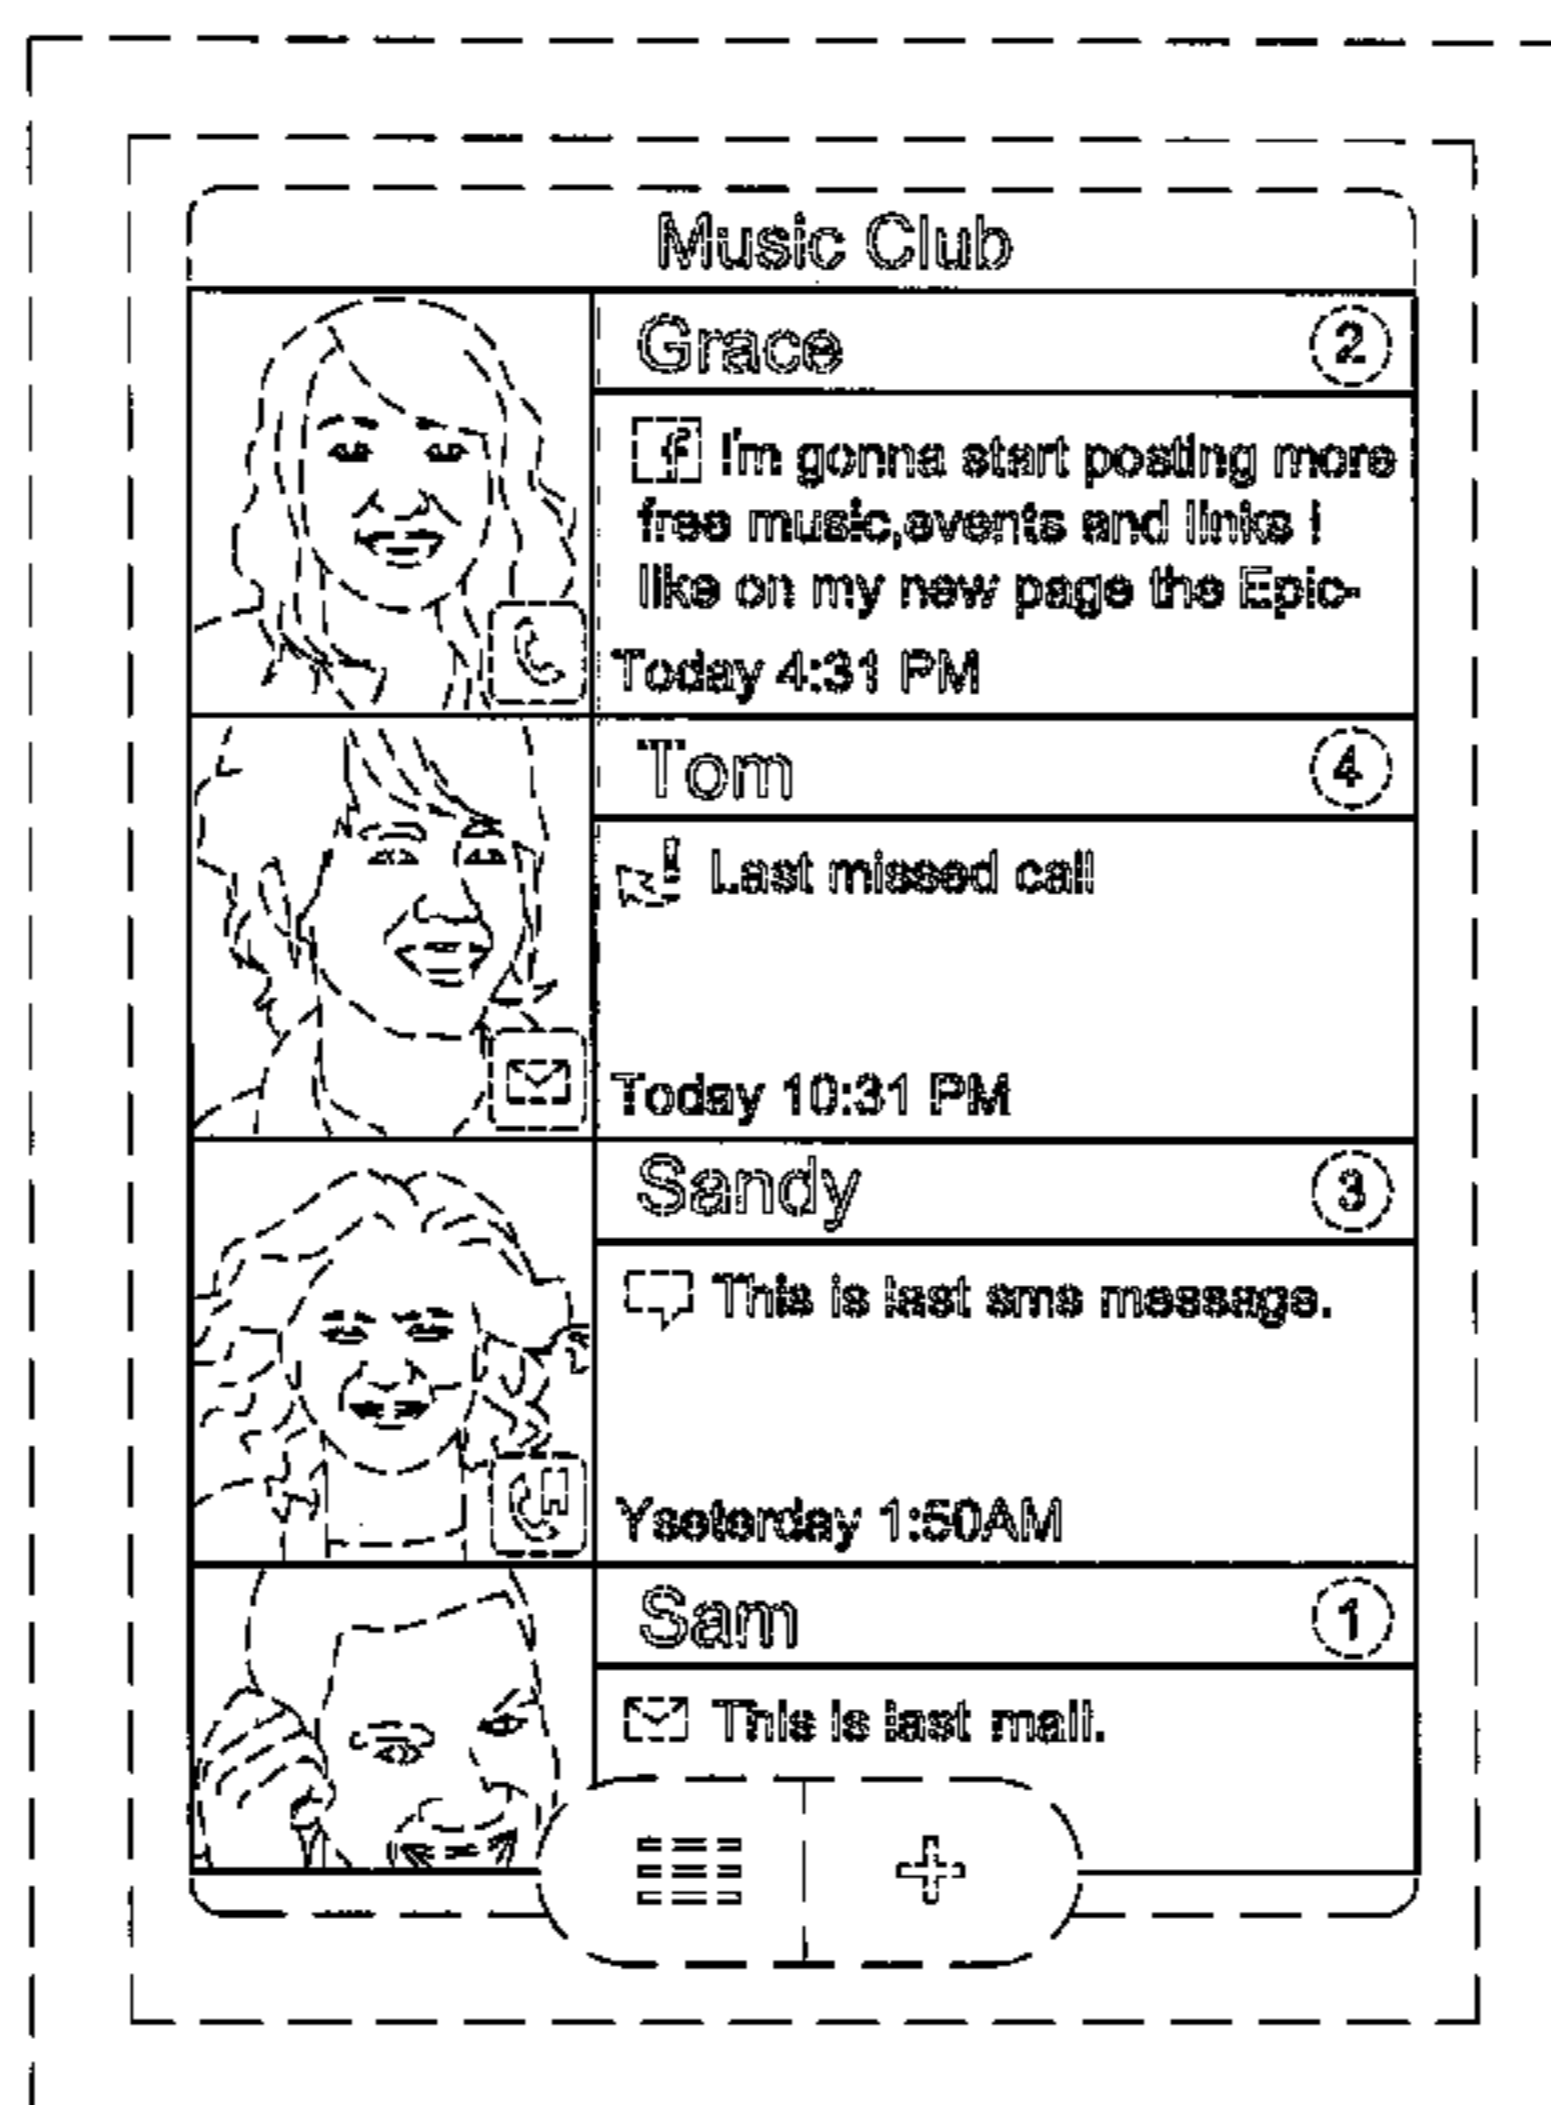 Music Club
Grace 2
f I'm gonna start posting more
free music,events and links I
like on my new page the Epic-
Today 4:31 PM
Tom 4
Last missed call
Today 10:31 PM
Sandy 3
This is last sms message.
Yseterday 1:50AM
Sam 1
This is last mail.